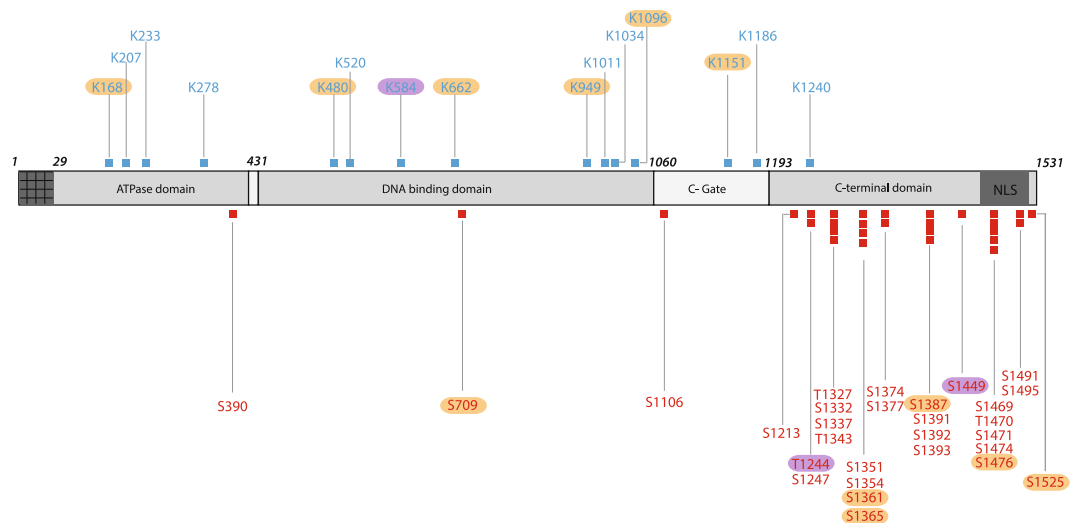 K1096
K233
K1034
K1186
K207
K520
K1011
K1151
K168
K278
K480
K584
K662
K949
K1240
1
29
431
1060
1193
1531
ATPase domain
DNA binding domain
C- Gate
C-terminal domain
NLS
S390
S709
S1106
S1213
T1244
S1247
T1327
S1332
S1337
T1343
S1351
S1354
S1361
S1365
S1374
S1377
S1387
S1391
S1392
S1393
S1449
S1469
T1470
S1471
S1474
S1476
S1491
S1495
S1525